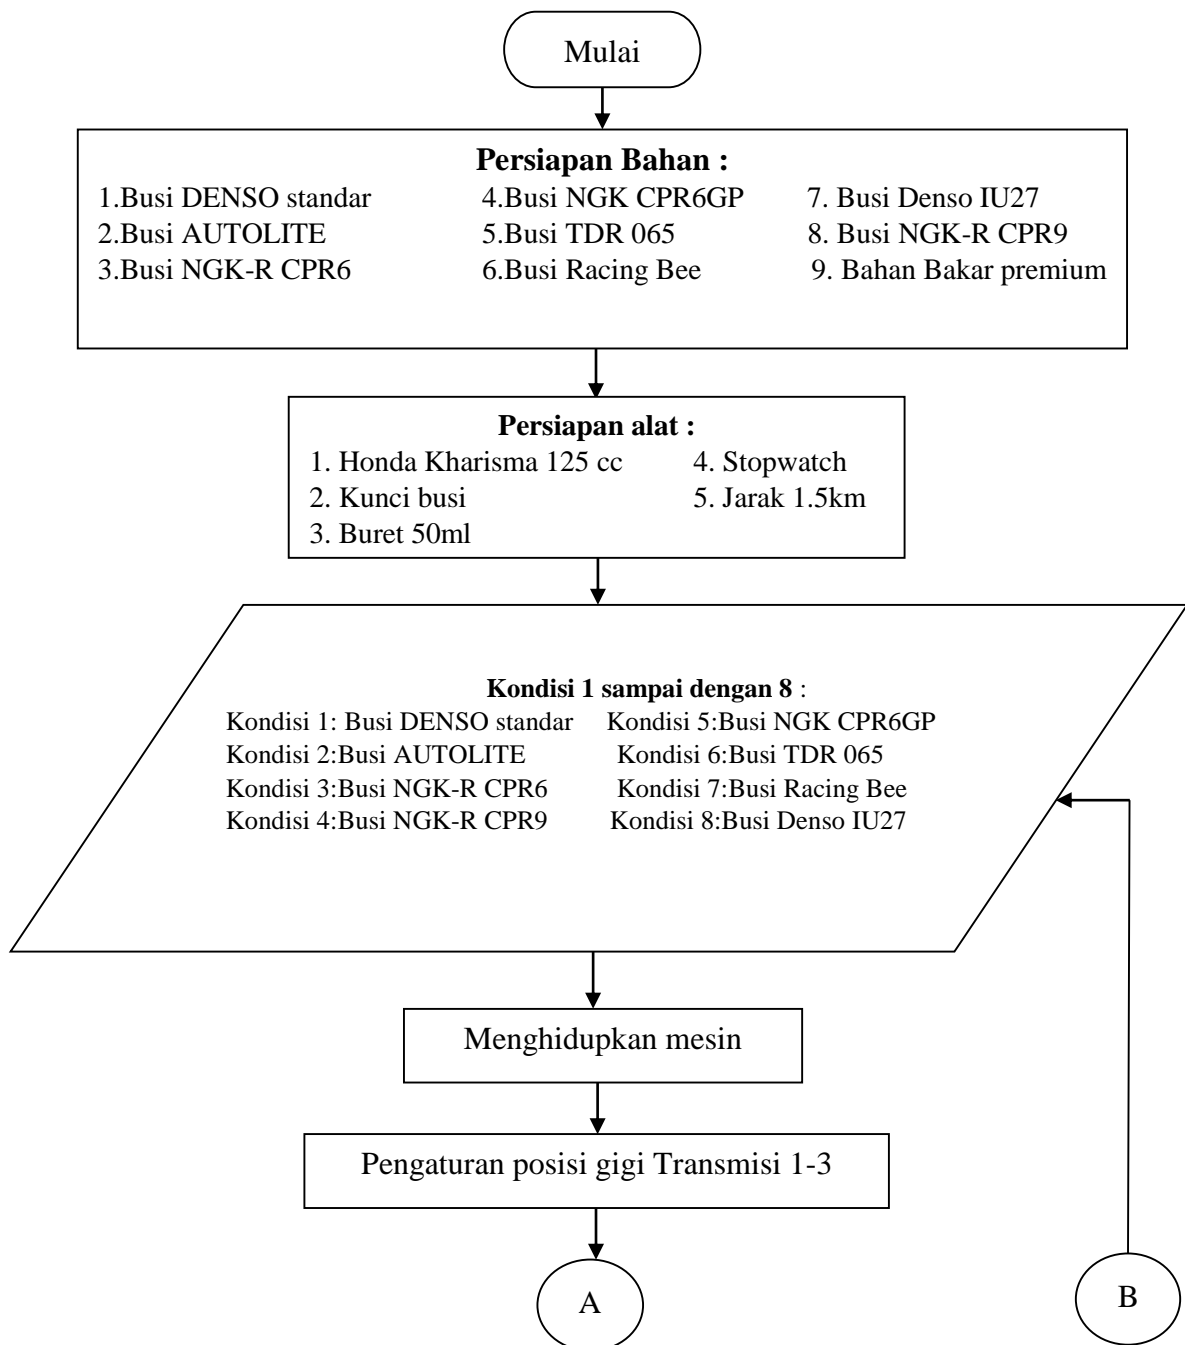 Mulai
Persiapan Bahan :
1.Busi DENSO standar 4.Busi NGK CPR6GP 7. Busi Denso IU27
2.Busi AUTOLITE 5.Busi TDR 065 8. Busi NGK-R CPR9
3.Busi NGK-R CPR6 6.Busi Racing Bee 9. Bahan Bakar premium
Persiapan alat :
1. Honda Kharisma 125 cc 4. Stopwatch
2. Kunci busi 5. Jarak 1.5km
3. Buret 50ml
Kondisi 1 sampai dengan 8 :
Kondisi 1: Busi DENSO standar Kondisi 5:Busi NGK CPR6GP
Kondisi 2:Busi AUTOLITE Kondisi 6:Busi TDR 065
Kondisi 3:Busi NGK-R CPR6 Kondisi 7:Busi Racing Bee
Kondisi 4:Busi NGK-R CPR9 Kondisi 8:Busi Denso IU27
Menghidupkan mesin
Pengaturan posisi gigi Transmisi 1-3
A
B